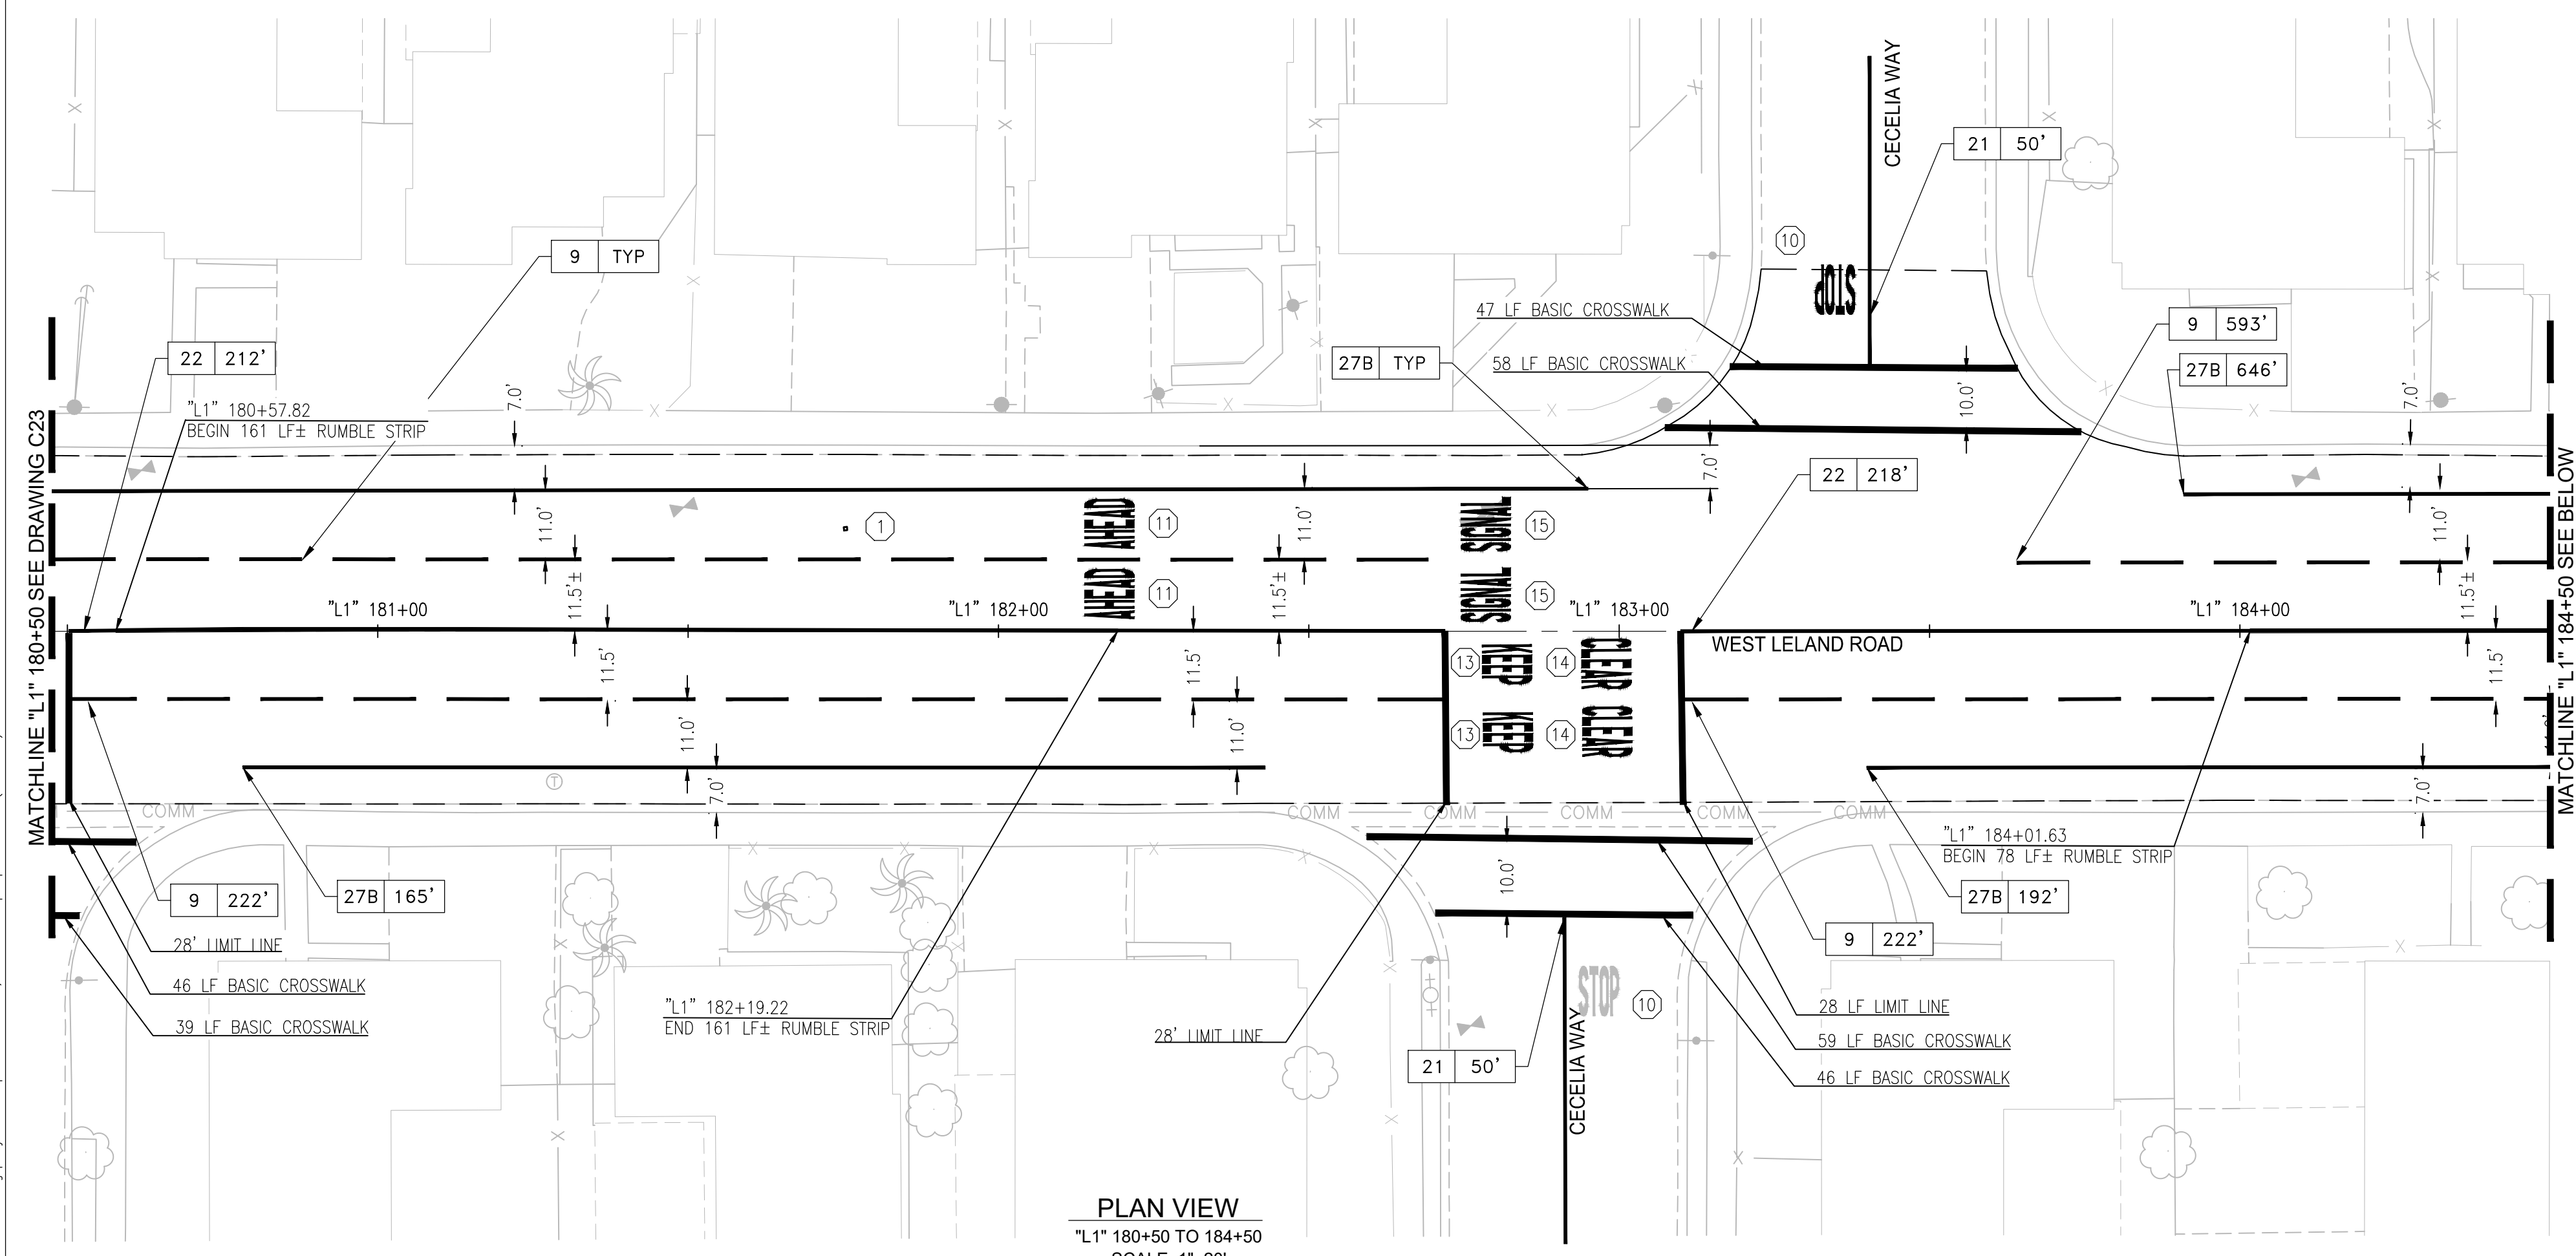 CECELIA WAY
21 50'
10
STOP
9 TYP
47 LF BASIC CROSSWALK
58 LF BASIC CROSSWALK
27B TYP
9 593'
27B 646'
22 212'
"L1" 180+57.82
BEGIN 161 LF± RUMBLE STRIP
7.0'
10.0'
7.0'
7.0'
22 218'
MATCHLINE "L1" 180+50 SEE DRAWING C23
MATCHLINE "L1" 184+50 SEE BELOW
11.0'
1
AHEAD
11
11.0'
SIGNAL
15
11.0'
11.5'±
AHEAD
11
11.5'±
SIGNAL
15
11.5'±
"L1" 181+00
"L1" 182+00
"L1" 183+00
"L1" 184+00
WEST LELAND ROAD
11.5'
11.5'
13
KEEP
14
CLEAR
11.5'
11.0'
11.0'
13
KEEP
14
CLEAR
T
7.0'
7.0'
COMM
COMM
COMM
COMM
COMM
COMM
"L1" 184+01.63
BEGIN 78 LF± RUMBLE STRIP
10.0'
9 222'
27B 165'
27B 192'
9 222'
28' LIMIT LINE
46 LF BASIC CROSSWALK
39 LF BASIC CROSSWALK
"L1" 182+19.22
END 161 LF± RUMBLE STRIP
28' LIMIT LINE
STOP
10
28 LF LIMIT LINE
59 LF BASIC CROSSWALK
46 LF BASIC CROSSWALK
21 50'
CECELIA WAY
PLAN VIEW
"L1" 180+50 TO 184+50